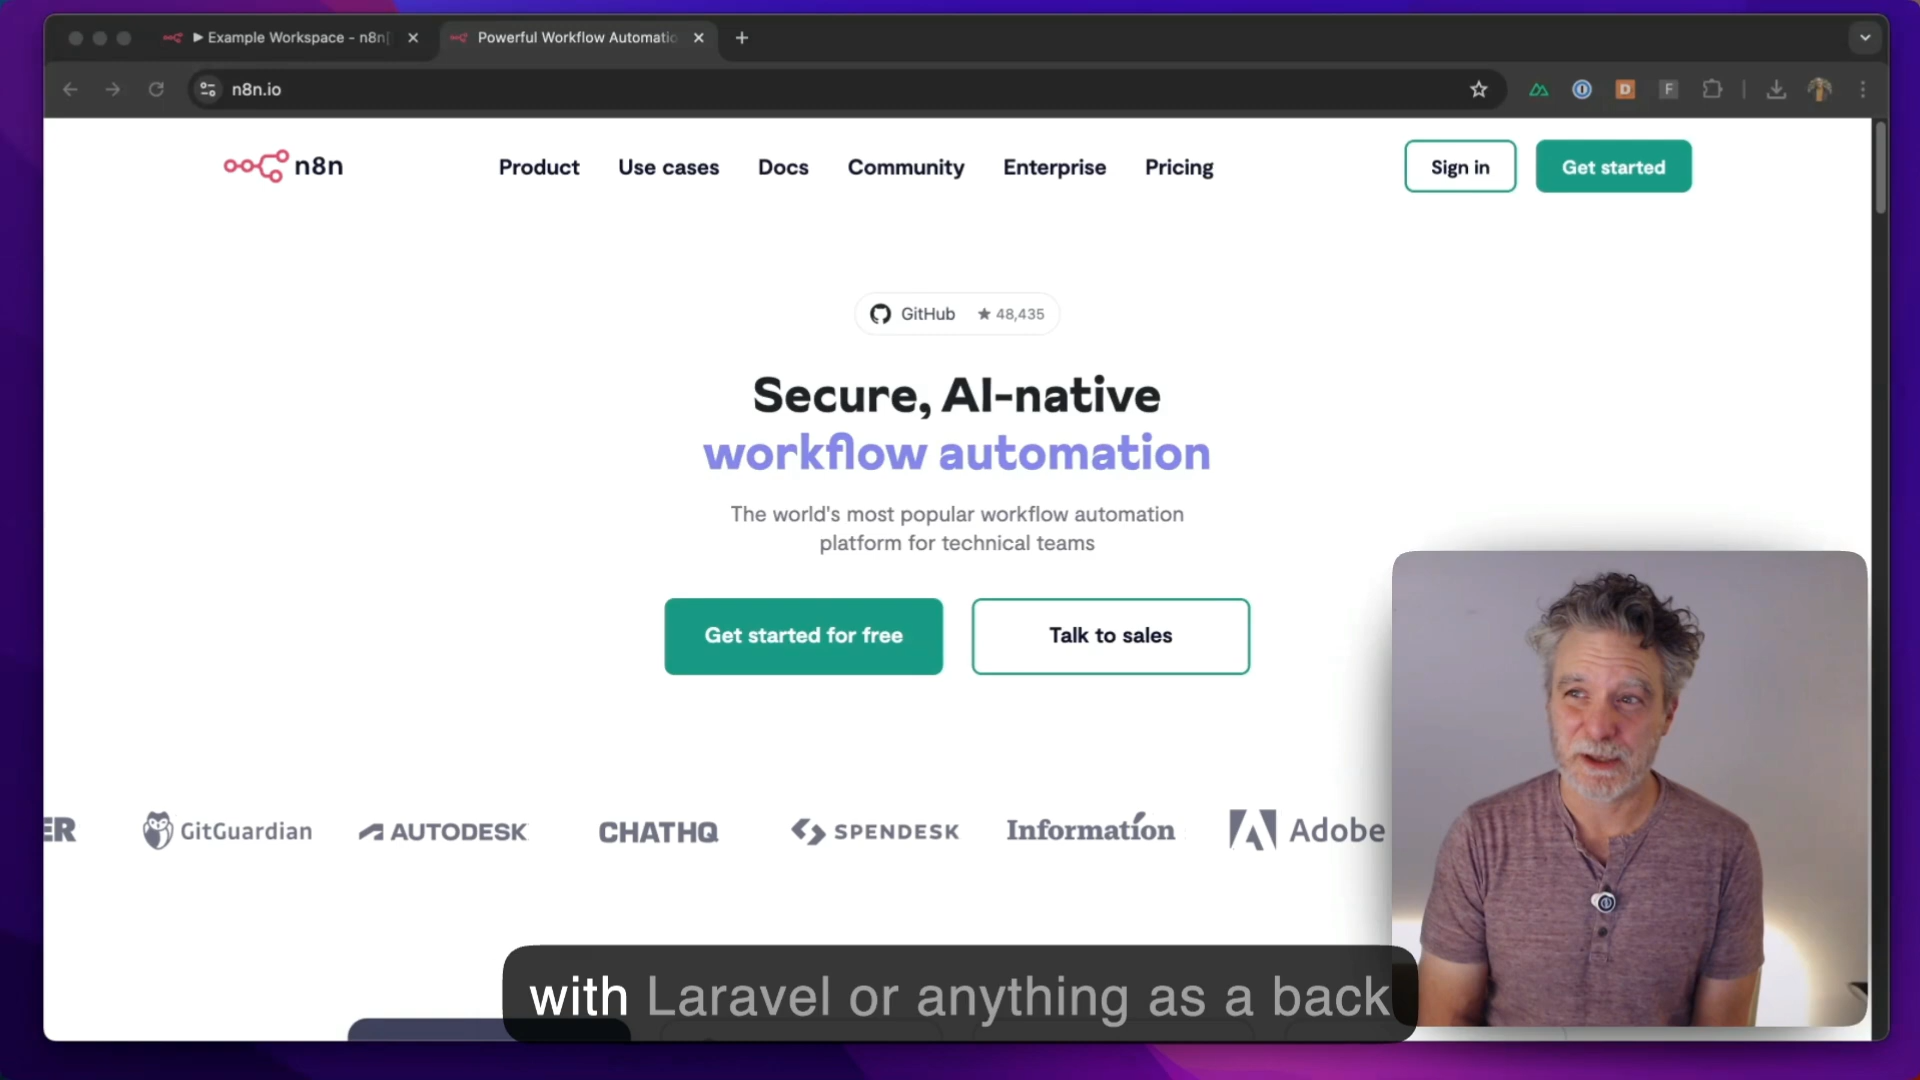 Example Workspace - n8n[
Powerful Workflow Automatio
n8n.io
D
F
n8n
Product
Use cases
Docs
Community
Enterprise
Pricing
Sign in
Get started
GitHub
48,435
Secure, AI-native
workflow automation
The world's most popular workflow automation
platform for technical teams
Get started for free
Talk to sales
ER
GitGuardian
AUTODESK
CHATHQ
SPENDESK
Information
Adobe
with Laravel or anything as a back